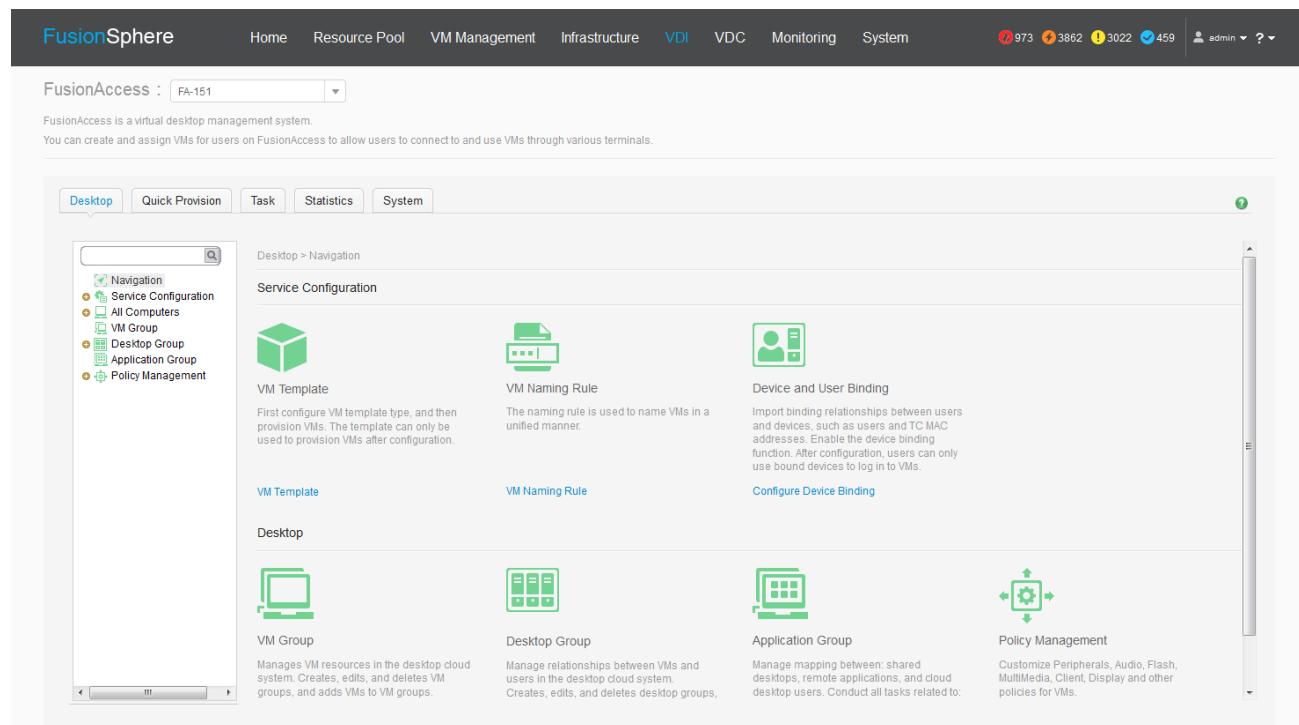 FusionSphere Home Resource Pool VM Management Infrastructure VDI VDC Monitoring System 973 3862 ! 3022 459 admin ?
FusionAccess : FA-151
FusionAccess is a virtual desktop management system.
You can create and assign VMs for users on FusionAccess to allow users to connect to and use VMs through various terminals.
Desktop Quick Provision Task Statistics System ?
Navigation
Service Configuration
All Computers
VM Group
Desktop Group
Application Group
Policy Management
Desktop > Navigation
Service Configuration
VM Template
First configure VM template type, and then
provision VMs. The template can only be
used to provision VMs after configuration.
VM Template
VM Naming Rule
The naming rule is used to name VMs in a
unified manner.
VM Naming Rule
Device and User Binding
Import binding relationships between users
and devices, such as users and TC MAC
addresses. Enable the device binding
function. After configuration, users can only
use bound devices to log in to VMs.
Configure Device Binding
Desktop
VM Group
Manages VM resources in the desktop cloud
system. Creates, edits, and deletes VM
groups, and adds VMs to VM groups.
Desktop Group
Manage relationships between VMs and
users in the desktop cloud system.
Creates, edits, and deletes desktop groups,
Application Group
Manage mapping between: shared
desktops, remote applications, and cloud
desktop users. Conduct all tasks related to:
Policy Management
Customize Peripherals, Audio, Flash,
MultiMedia, Client, Display and other
policies for VMs.